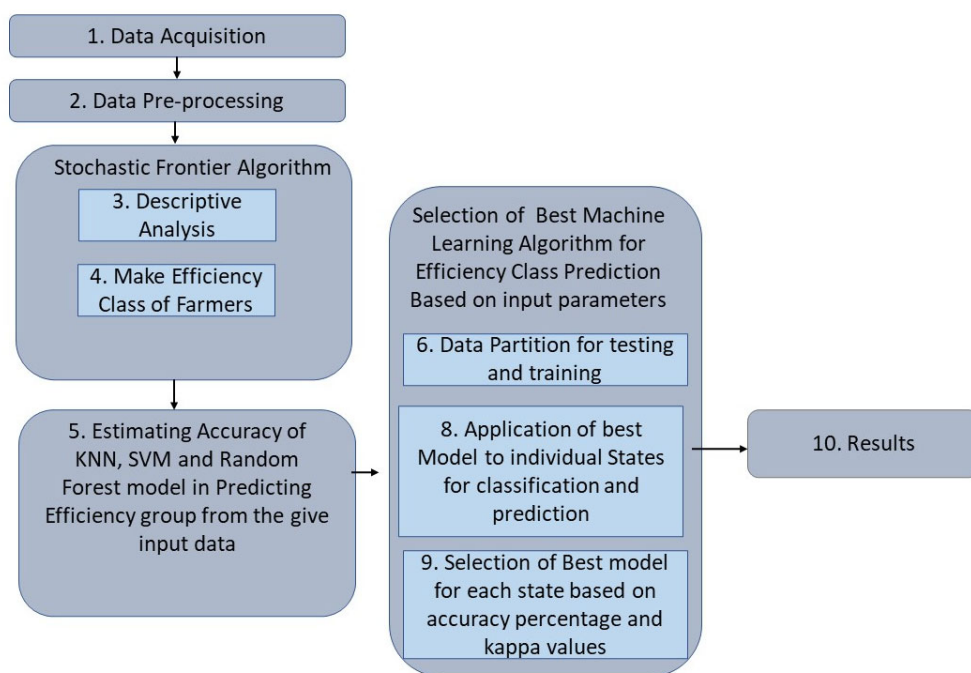 1. Data Acquisition
2. Data Pre-processing
Stochastic Frontier Algorithm
3. Descriptive
Analysis
4. Make Efficiency
Class of Farmers
5. Estimating Accuracy of
KNN, SVM and Random
Forest model in Predicting
Efficiency group from the give
input data
Selection of Best Machine
Learning Algorithm for
Efficiency Class Prediction
Based on input parameters
6. Data Partition for testing
and training
8. Application of best
Model to individual States
for classification and
prediction
9. Selection of Best model
for each state based on
accuracy percentage and
kappa values
10. Results